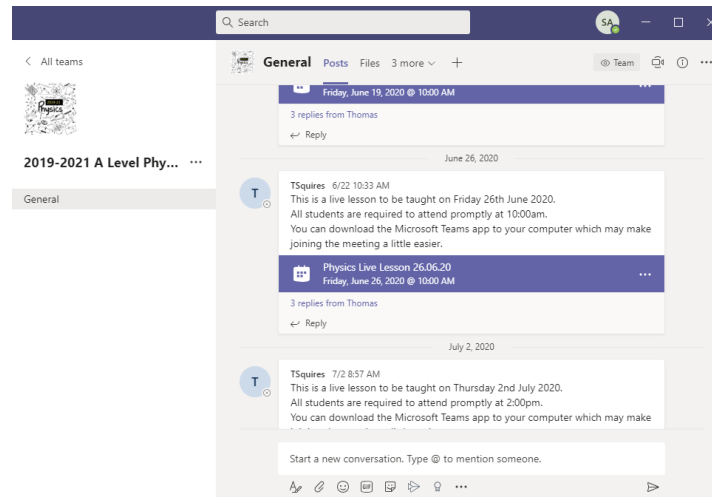 Search
SA
All teams
Physics
2019-2021 A Level Phy... ...
General
General Posts Files 3 more
Team
Friday, June 19, 2020 @ 10:00 AM
3 replies from Thomas
Reply
June 26, 2020
T
TSquires 6/22 10:33 AM
This is a live lesson to be taught on Friday 26th June 2020.
All students are required to attend promptly at 10:00am.
You can download the Microsoft Teams app to your computer which may make
joining the meeting a little easier.
Physics Live Lesson 26.06.20
Friday, June 26, 2020 @ 10:00 AM
3 replies from Thomas
Reply
July 2, 2020
T
TSquires 7/2 8:57 AM
This is a live lesson to be taught on Thursday 2nd July 2020.
All students are required to attend promptly at 2:00pm.
You can download the Microsoft Teams app to your computer which may make
Start a new conversation. Type @ to mention someone.
GIF